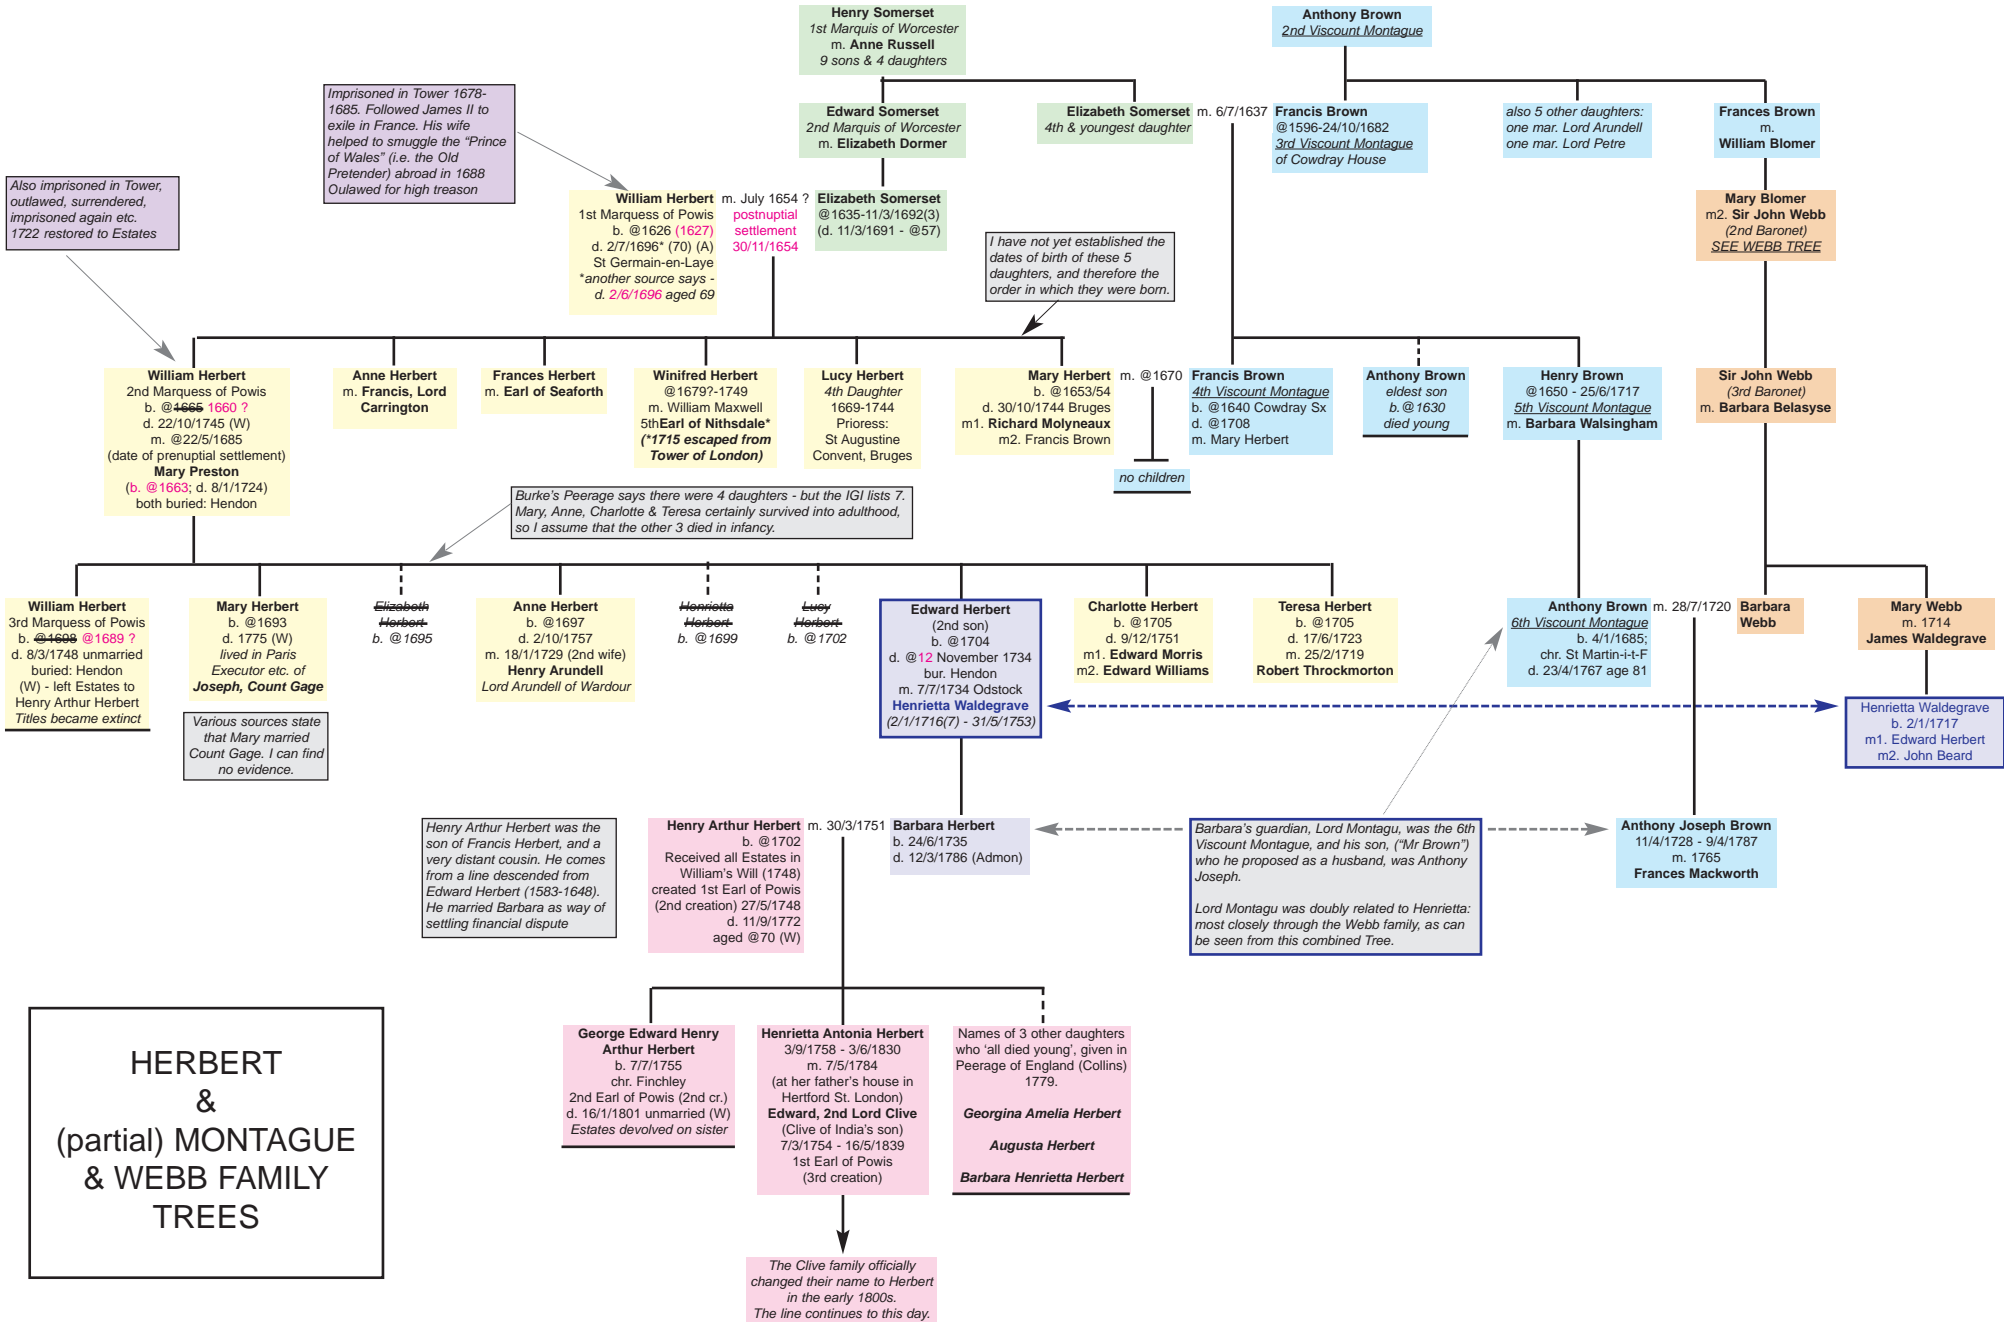 Henry Somerset
1st Marquis of Worcester
m. Anne Russell
9 sons & 4 daughters
Anthony Brown
2nd Viscount Montague
Imprisoned in Tower 1678-
1685. Followed James II to
exile in France. His wife
helped to smuggle the “Prince
of Wales” (i.e. the Old
Pretender) abroad in 1688
Oulawed for high treason
Edward Somerset
2nd Marquis of Worcester
m. Elizabeth Dormer
Elizabeth Somerset
4th & youngest daughter
m. 6/7/1637
Francis Brown
@1596-24/10/1682
3rd Viscount Montague
of Cowdray House
also 5 other daughters:
one mar. Lord Arundell
one mar. Lord Petre
Frances Brown
m.
William Blomer
Also imprisoned in Tower,
outlawed, surrendered,
imprisoned again etc.
1722 restored to Estates
William Herbert
1st Marquess of Powis
b. @1626 (1627)
d. 2/7/1696* (70) (A)
St Germain-en-Laye
*another source says -
d. 2/6/1696 aged 69
m. July 1654 ?
postnuptial
settlement
30/11/1654
Elizabeth Somerset
@1635-11/3/1692(3)
(d. 11/3/1691 - @57)
Mary Blomer
m2. Sir John Webb
(2nd Baronet)
SEE WEBB TREE
I have not yet established the
dates of birth of these 5
daughters, and therefore the
order in which they were born.
William Herbert
2nd Marquess of Powis
b. @1665 1660 ?
d. 22/10/1745 (W)
m. @22/5/1685
(date of prenuptial settlement)
Mary Preston
(b. @1663; d. 8/1/1724)
both buried: Hendon
Anne Herbert
m. Francis, Lord
Carrington
Frances Herbert
m. Earl of Seaforth
Winifred Herbert
@1679?-1749
m. William Maxwell
5thEarl of Nithsdale*
(*1715 escaped from
Tower of London)
Lucy Herbert
4th Daughter
1669-1744
Prioress:
St Augustine
Convent, Bruges
Mary Herbert
b. @1653/54
d. 30/10/1744 Bruges
m1. Richard Molyneaux
m2. Francis Brown
m. @1670
no children
Francis Brown
4th Viscount Montague
b. @1640 Cowdray Sx
d. @1708
m. Mary Herbert
Anthony Brown
eldest son
b.@1630
died young
Henry Brown
@1650 - 25/6/1717
5th Viscount Montague
m. Barbara Walsingham
Sir John Webb
(3rd Baronet)
m. Barbara Belasyse
Burke’s Peerage says there were 4 daughters - but the IGI lists 7.
Mary, Anne, Charlotte & Teresa certainly survived into adulthood,
so I assume that the other 3 died in infancy.
William Herbert
3rd Marquess of Powis
b. @1698 @1689 ?
d. 8/3/1748 unmarried
buried: Hendon
(W) - left Estates to
Henry Arthur Herbert
Titles became extinct
Mary Herbert
b. @1693
d. 1775 (W)
lived in Paris
Executor etc. of
Joseph, Count Gage
Various sources state
that Mary married
Count Gage. I can find
no evidence.
Elizabeth
Herbert
b. @1695
Anne Herbert
b. @1697
d. 2/10/1757
m. 18/1/1729 (2nd wife)
Henry Arundell
Lord Arundell of Wardour
Henrietta
Herbert
b. @1699
Lucy
Herbert
b. @1702
Edward Herbert
(2nd son)
b. @1704
d. @12 November 1734
bur. Hendon
m. 7/7/1734 Odstock
Henrietta Waldegrave
(2/1/1716(7) - 31/5/1753)
Charlotte Herbert
b. @1705
d. 9/12/1751
m1. Edward Morris
m2. Edward Williams
Teresa Herbert
b. @1705
d. 17/6/1723
m. 25/2/1719
Robert Throckmorton
Anthony Brown
6th Viscount Montague
b. 4/1/1685;
chr. St Martin-i-t-F
d. 23/4/1767 age 81
m. 28/7/1720
Barbara
Webb
Mary Webb
m. 1714
James Waldegrave
Henrietta Waldegrave
b. 2/1/1717
m1. Edward Herbert
m2. John Beard
Henry Arthur Herbert was the
son of Francis Herbert, and a
very distant cousin. He comes
from a line descended from
Edward Herbert (1583-1648).
He married Barbara as way of
settling financial dispute
Henry Arthur Herbert
b. @1702
Received all Estates in
William’s Will (1748)
created 1st Earl of Powis
(2nd creation) 27/5/1748
d. 11/9/1772
aged @70 (W)
m. 30/3/1751
Barbara Herbert
b. 24/6/1735
d. 12/3/1786 (Admon)
Barbara’s guardian, Lord Montagu, was the 6th
Viscount Montague, and his son, (“Mr Brown”)
who he proposed as a husband, was Anthony
Joseph.
Lord Montagu was doubly related to Henrietta:
most closely through the Webb family, as can
be seen from this combined Tree.
Anthony Joseph Brown
11/4/1728 - 9/4/1787
m. 1765
Frances Mackworth
HERBERT
&
(partial) MONTAGUE
& WEBB FAMILY
TREES
George Edward Henry
Arthur Herbert
b. 7/7/1755
chr. Finchley
2nd Earl of Powis (2nd cr.)
d. 16/1/1801 unmarried (W)
Estates devolved on sister
Henrietta Antonia Herbert
3/9/1758 - 3/6/1830
m. 7/5/1784
(at her father’s house in
Hertford St. London)
Edward, 2nd Lord Clive
(Clive of India’s son)
7/3/1754 - 16/5/1839
1st Earl of Powis
(3rd creation)
Names of 3 other daughters
who ‘all died young’, given in
Peerage of England (Collins)
1779.
Georgina Amelia Herbert
Augusta Herbert
Barbara Henrietta Herbert
The Clive family officially
changed their name to Herbert
in the early 1800s.
The line continues to this day.